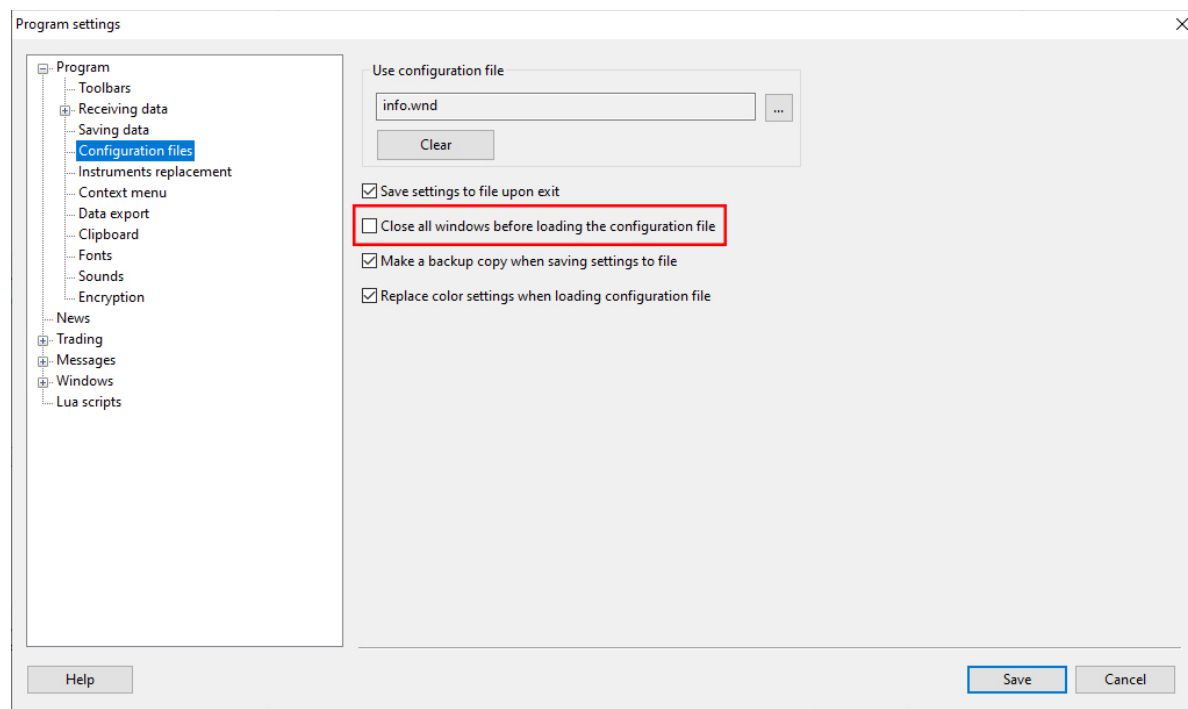 Program settings
Program
Toolbars
Receiving data
Saving data
Configuration files
Instruments replacement
Context menu
Data export
Clipboard
Fonts
Sounds
Encryption
News
Trading
Messages
Windows
Lua scripts
Use configuration file
info.wnd
...
Clear
Save settings to file upon exit
Close all windows before loading the configuration file
Make a backup copy when saving settings to file
Replace color settings when loading configuration file
Help
Save
Cancel